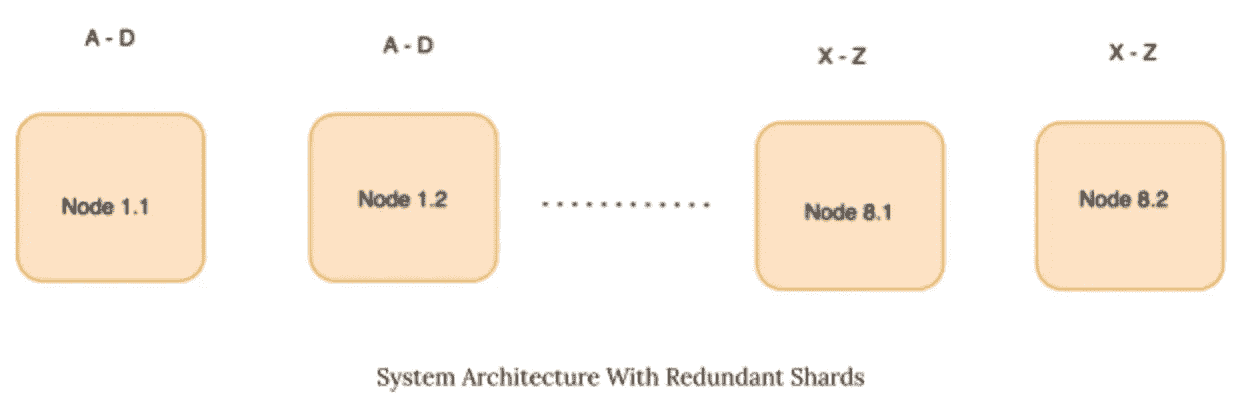 A - D
A - D
X - Z
X - Z
Node 1.1
Node 1.2
Node 8.1
Node 8.2
System Architecture With Redundant Shards